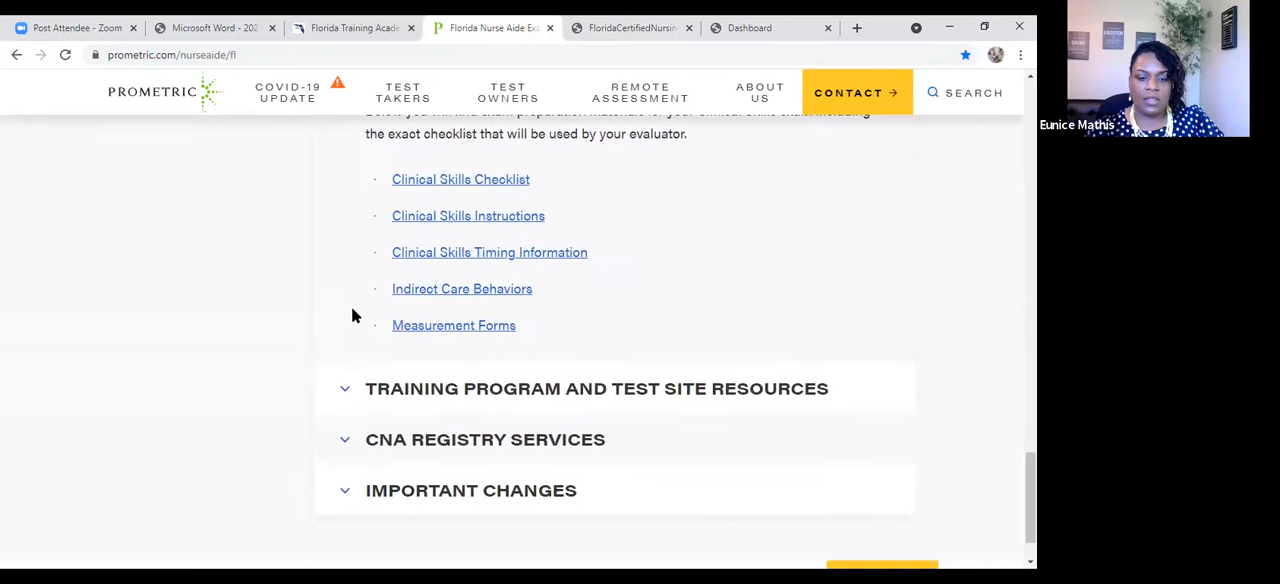 Post Attendee - Zoom
Microsoft Word - 202
Florida Training Acade
Florida Nurse Aide Exa
FloridaCertifiedNursin
Dashboard
prometric.com/nurseaide/fl
PROMETRIC
COVID-19
UPDATE
TEST
TAKERS
TEST
OWNERS
REMOTE
ASSESSMENT
ABOUT
US
CONTACT →
SEARCH
the exact checklist that will be used by your evaluator.
· Clinical Skills Checklist
· Clinical Skills Instructions
· Clinical Skills Timing Information
· Indirect Care Behaviors
· Measurement Forms
TRAINING PROGRAM AND TEST SITE RESOURCES
CNA REGISTRY SERVICES
IMPORTANT CHANGES
EXECUTION
Eunice Mathis